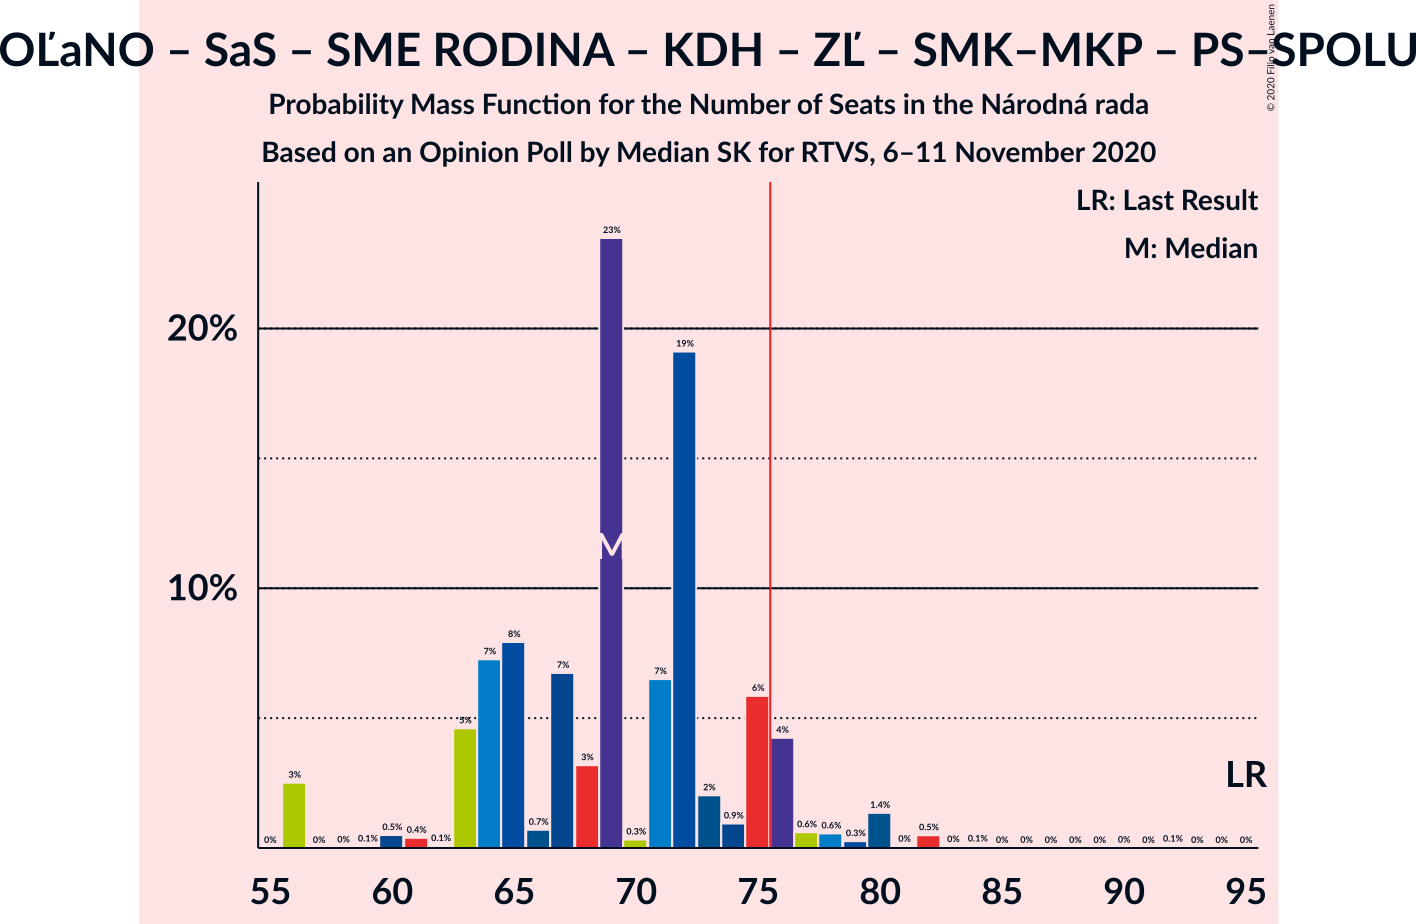 OĽaNO – SaS – SME RODINA – KDH – ZĽ – SMK–MKP – PS–SPOLU
© 2020 Filip van Laenen
Probability Mass Function for the Number of Seats in the Národná rada
Based on an Opinion Poll by Median SK for RTVS, 6–11 November 2020
LR: Last Result
M: Median
20%
10%
0% 3% 0% 0% 0.1% 0.5% 0.4% 0.1% 5% 7% 8% 0.7% 7% 3% 23% 0.3% 7% 19% 2% 0.9% 6% 4% 0.6% 0.6% 0.3% 1.4% 0% 0.5% 0% 0.1% 0% 0% 0% 0% 0% 0% 0% 0.1% 0% 0% 0%
M
LR
55 60 65 70 75 80 85 90 95